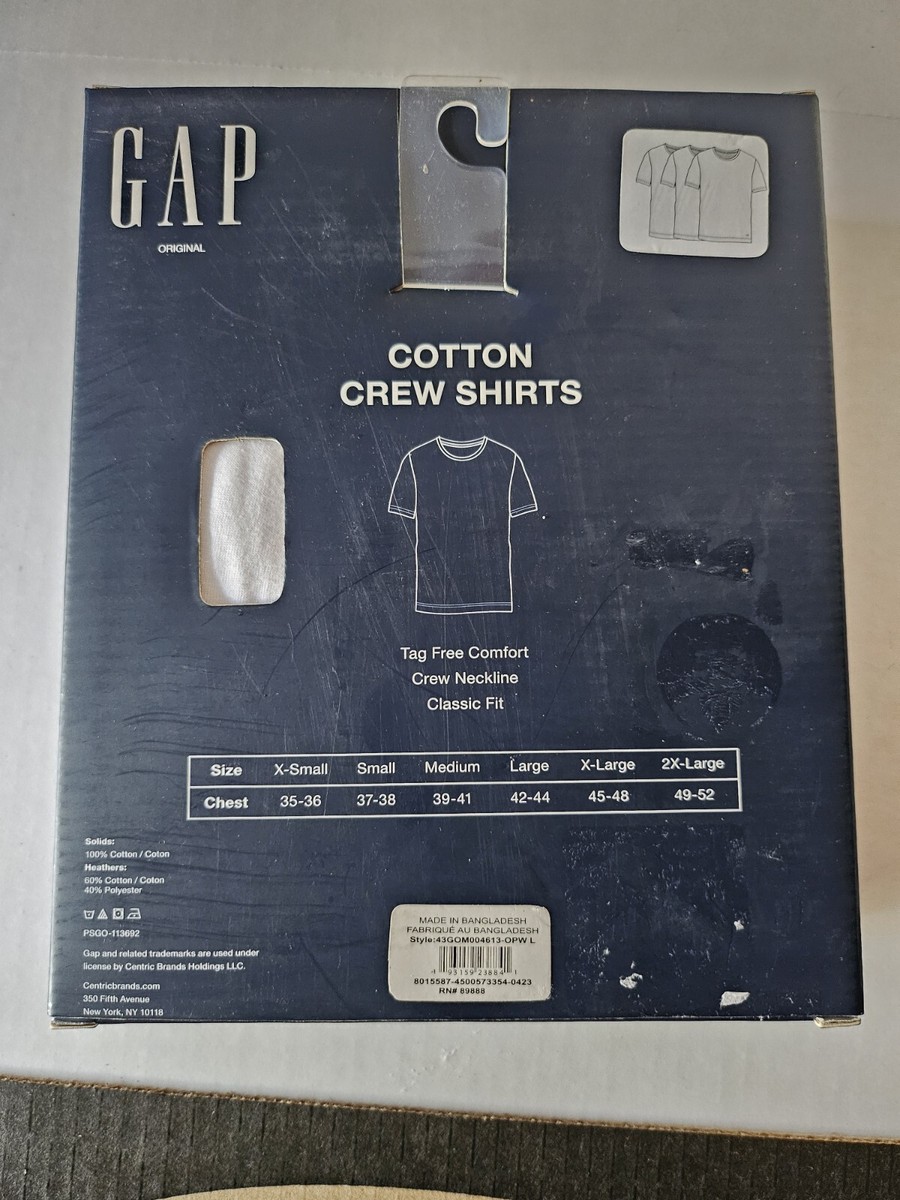 GAP
ORIGINAL
COTTON
CREW SHIRTS
Tag Free Comfort
Crew Neckline
Classic Fit
Size X-Small Small Medium Large X-Large 2X-Large
Chest 35-36 37-38 39-41 42-44 45-48 49-52
Solids:
100% Cotton / Coton
Heathers:
60% Cotton / Coton
40% Polyester
PSGO-113692
Gap and related trademarks are used under
license by Centric Brands Holdings LLC.
Centricbrands.com
350 Fifth Avenue
New York, NY 10118
MADE IN BANGLADESH
FABRIQUÉ AU BANGLADESH
Style:43GOM004613-OPW L
4 93159 23884 1
8015587-4500573354-0423
RN# 89888